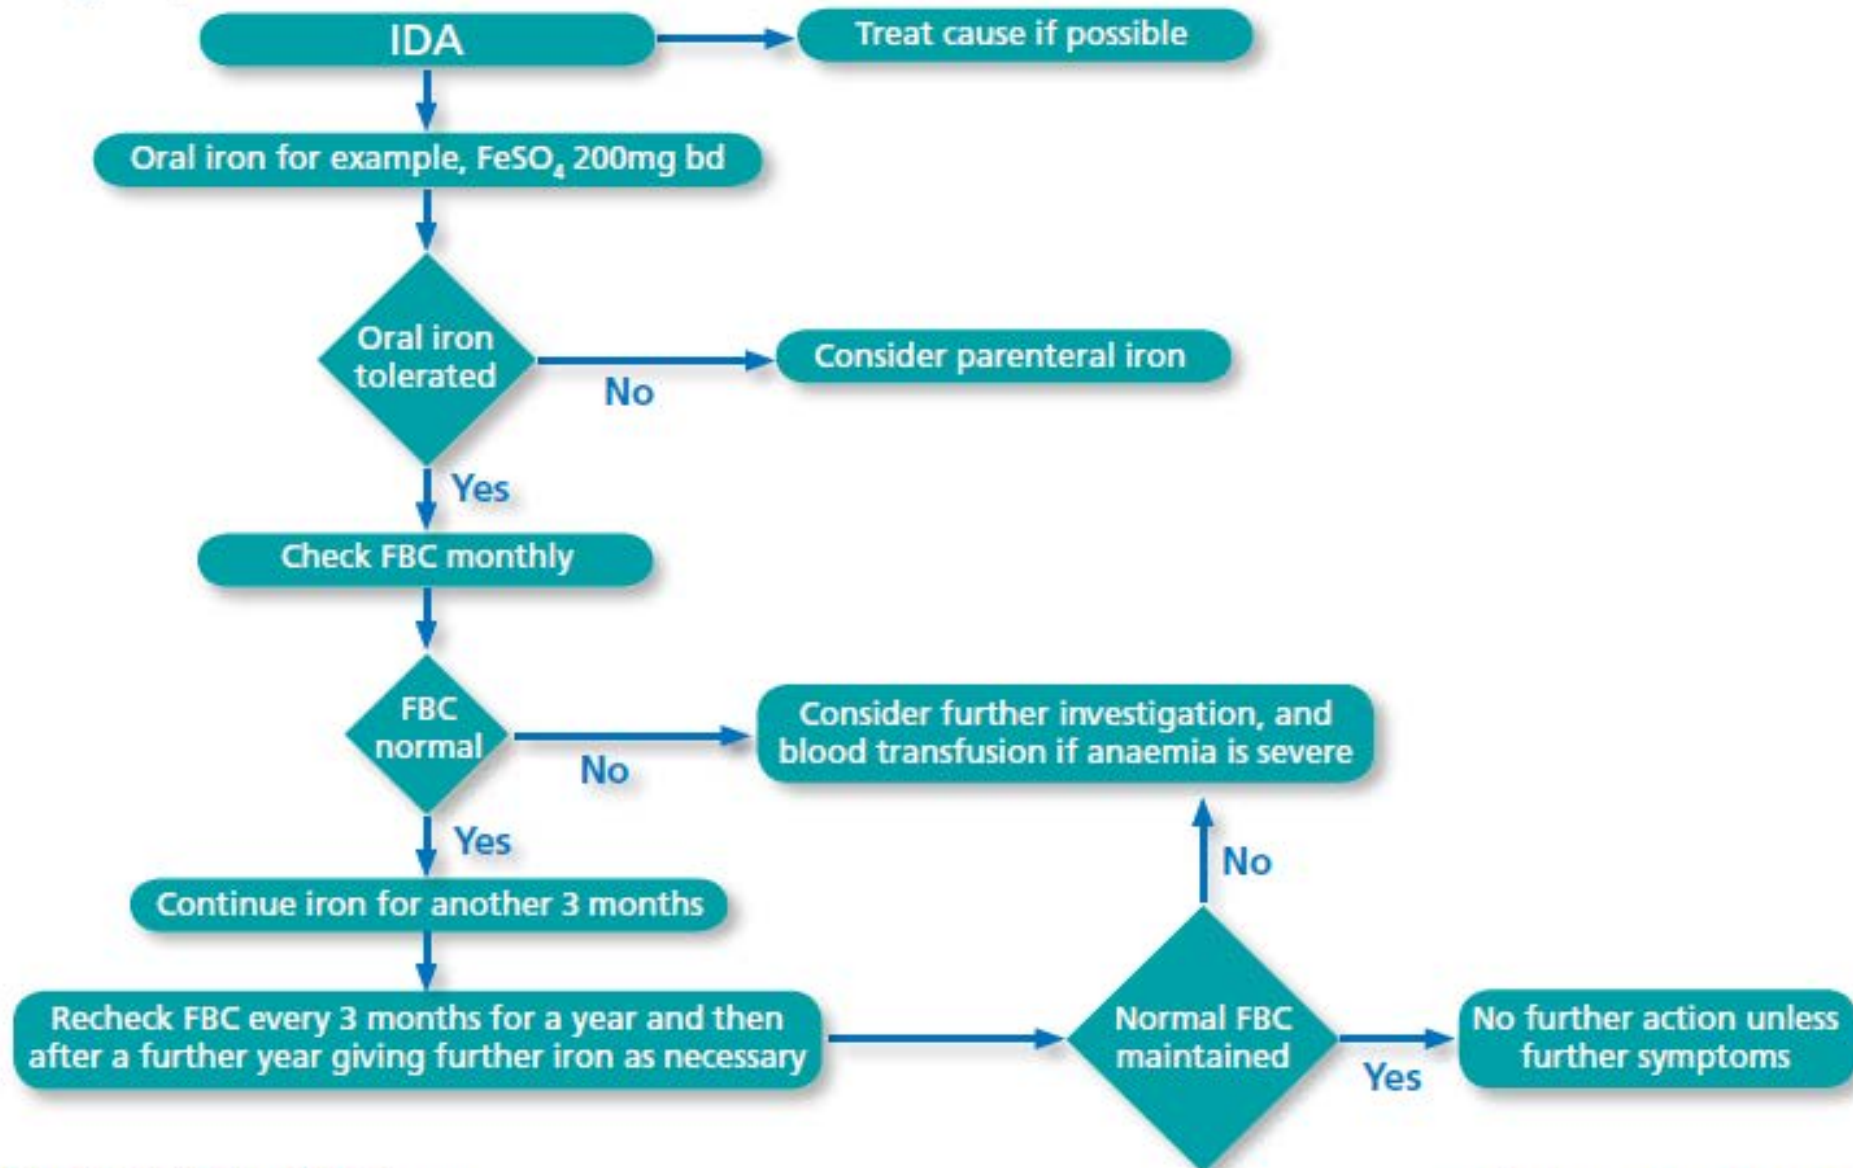 IDA
Treat cause if possible
Oral iron for example, FeSO₄ 200mg bd
Oral iron
tolerated
No
Consider parenteral iron
Yes
Check FBC monthly
FBC
normal
No
Consider further investigation, and
blood transfusion if anaemia is severe
Yes
No
Continue iron for another 3 months
Recheck FBC every 3 months for a year and then
after a further year giving further iron as necessary
Normal FBC
maintained
Yes
No further action unless
further symptoms